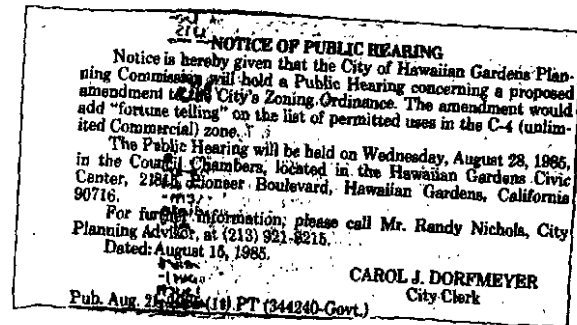 NOTICE OF PUBLIC HEARING
Notice is hereby given that the City of Hawaiian Gardens Plan-
ning Commission will hold a Public Hearing concerning a proposed
amendment to the City's Zoning Ordinance. The amendment would
add "fortune telling" on the list of permitted uses in the C-4 (unlim-
ited Commercial) zone.
The Public Hearing will be held on Wednesday, August 28, 1985,
in the Council Chambers, located in the Hawaiian Gardens Civic
Center, Pioneer Boulevard, Hawaiian Gardens, California
90716.
For further information, please call Mr. Randy Nichols, City
Planning Advisor, at (213) 921-8215.
Dated: August 15, 1985.
CAROL J. DORFMEYER
City Clerk
Pub. Aug. PT (344240-Govt.)